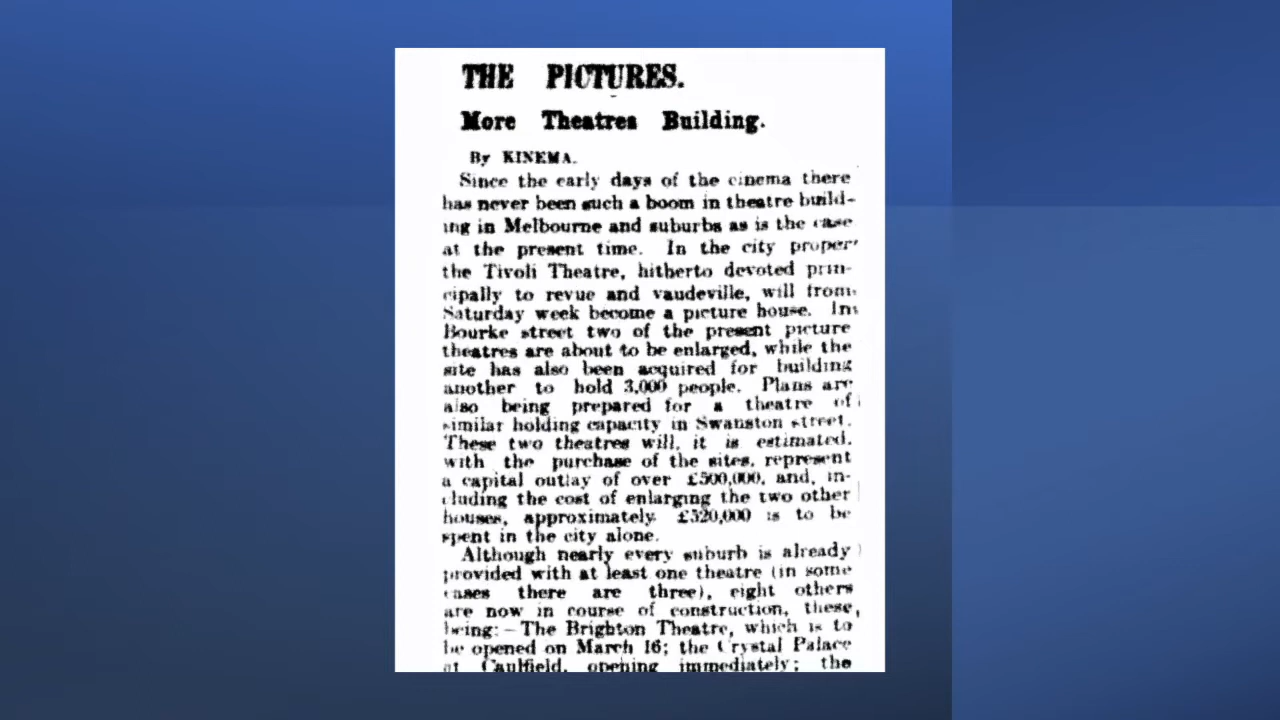 THE PICTURES.
More Theatres Building.
By KINEMA.
Since the early days of the cinema there
has never been such a boom in theatre build-
ing in Melbourne and suburbs as is the case
at the present time. In the city proper
the Tivoli Theatre, hitherto devoted prin-
cipally to revue and vaudeville, will from
Saturday week become a picture house. In
Bourke street two of the present picture
theatres are about to be enlarged, while the
site has also been acquired for building
another to hold 3,000 people. Plans are
also being prepared for a theatre of
similar holding capacity in Swanston street.
These two theatres will, it is estimated,
with the purchase of the sites, represent
a capital outlay of over £500,000, and, in-
cluding the cost of enlarging the two other
houses, approximately £520,000 is to be
spent in the city alone.
Although nearly every suburb is already
provided with at least one theatre (in some
cases there are three), eight others
are now in course of construction, these
being:—The Brighton Theatre, which is to
be opened on March 16; the Crystal Palace
at Caulfield, opening immediately; the